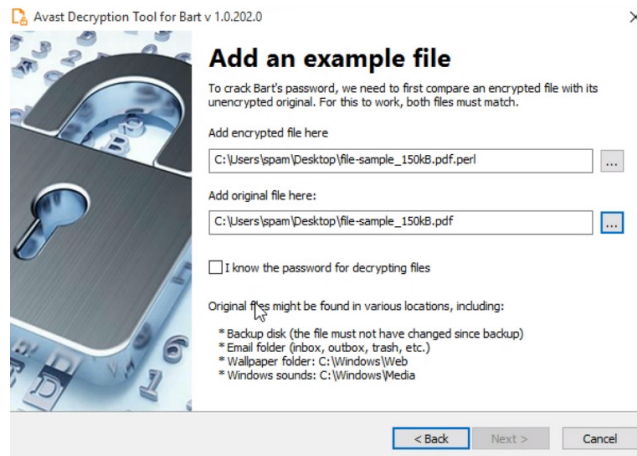 Avast Decryption Tool for Bart v 1.0.202.0
Add an example file
To crack Bart's password, we need to first compare an encrypted file with its
unencrypted original. For this to work, both files must match.
Add encrypted file here
C:\Users\spam\Desktop\file-sample_150kB.pdf.perl
...
Add original file here:
C:\Users\spam\Desktop\file-sample_150kB.pdf
...
I know the password for decrypting files
Original files might be found in various locations, including:
* Backup disk (the file must not have changed since backup)
* Email folder (inbox, outbox, trash, etc.)
* Wallpaper folder: C:\Windows\Web
* Windows sounds: C:\Windows\Media
< Back Next > Cancel